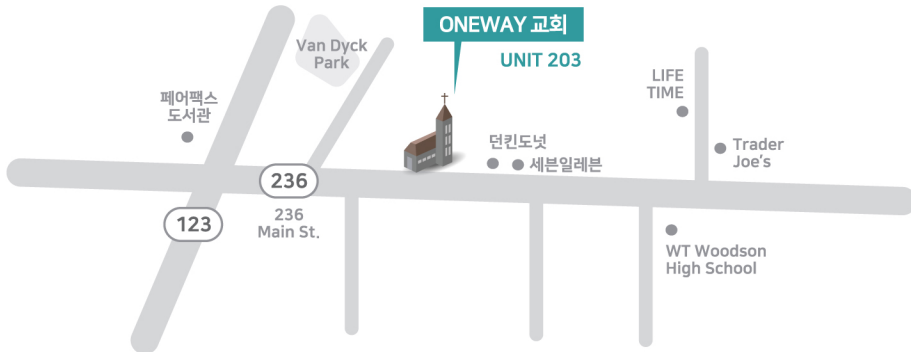 ONEWAY 교회
UNIT 203
Van Dyck
Park
페어팩스
도서관
LIFE
TIME
던킨도넛
세븐일레븐
Trader
Joe's
236
123
236
Main St.
WT Woodson
High School